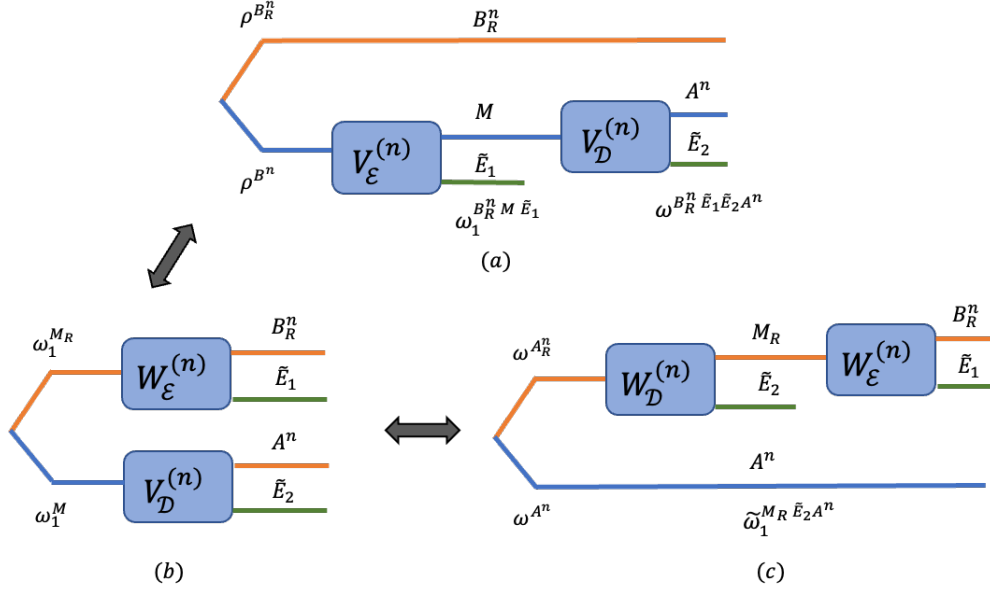 ρ^{B_R^n}
B_R^n
A^n
M
V_ℰ^{(n)}
V_𝒟^{(n)}
Ẽ_1
Ẽ_2
ρ^{B^n}
ω_1^{B_R^n M Ẽ_1}
ω^{B_R^n Ẽ_1 Ẽ_2 A^n}
(a)
ω_1^{M_R}
B_R^n
W_ℰ^{(n)}
Ẽ_1
A^n
V_𝒟^{(n)}
Ẽ_2
ω_1^M
(b)
ω^{A_R^n}
M_R
B_R^n
W_𝒟^{(n)}
W_ℰ^{(n)}
Ẽ_2
Ẽ_1
A^n
ω^{A^n}
ω̃_1^{M_R Ẽ_2 A^n}
(c)